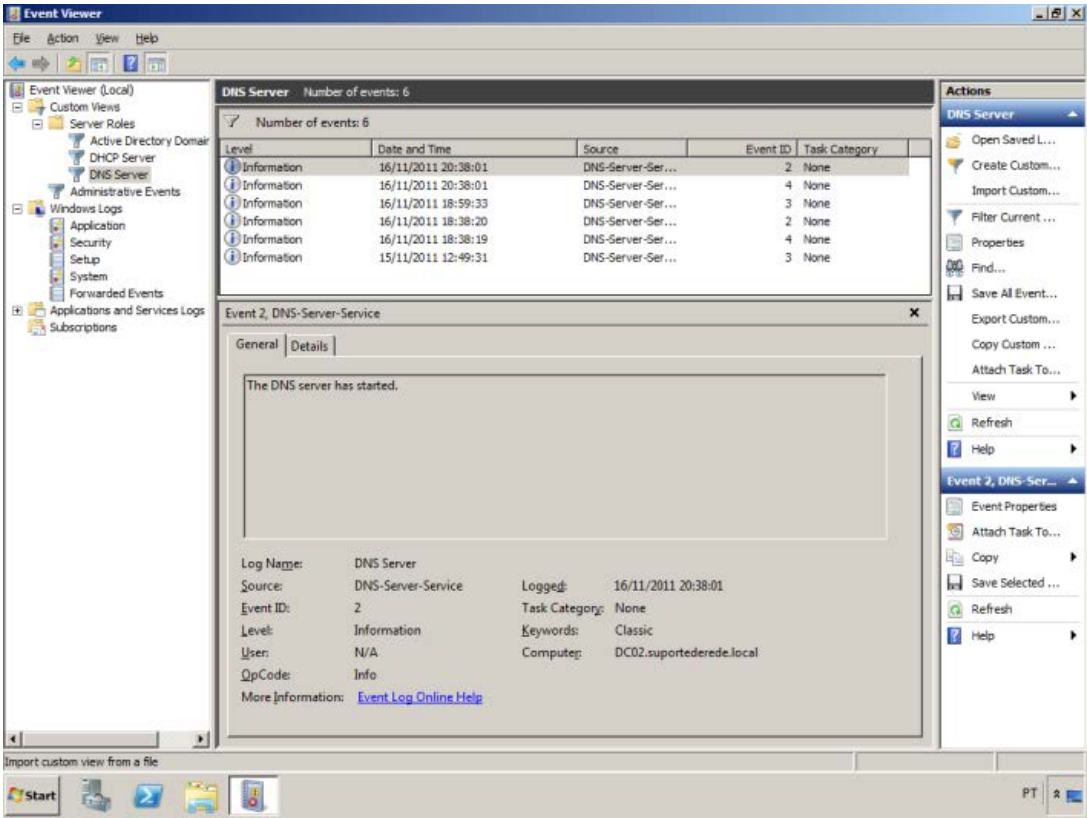 Event Viewer
File Action View Help
Event Viewer (Local)
Custom Views
Server Roles
Active Directory Domair
DHCP Server
DNS Server
Administrative Events
Windows Logs
Application
Security
Setup
System
Forwarded Events
Applications and Services Logs
Subscriptions
DNS Server Number of events: 6
Number of events: 6
Level Date and Time Source Event ID Task Category
Information 16/11/2011 20:38:01 DNS-Server-Ser... 2 None
Information 16/11/2011 20:38:01 DNS-Server-Ser... 4 None
Information 16/11/2011 18:59:33 DNS-Server-Ser... 3 None
Information 16/11/2011 18:38:20 DNS-Server-Ser... 2 None
Information 16/11/2011 18:38:19 DNS-Server-Ser... 4 None
Information 15/11/2011 12:49:31 DNS-Server-Ser... 3 None
Event 2, DNS-Server-Service
General Details
The DNS server has started.
Log Name: DNS Server
Source: DNS-Server-Service Logged: 16/11/2011 20:38:01
Event ID: 2 Task Category: None
Level: Information Keywords: Classic
User: N/A Computer: DC02.suportederede.local
OpCode: Info
More Information: Event Log Online Help
Actions
DNS Server
Open Saved L...
Create Custom...
Import Custom...
Filter Current ...
Properties
Find...
Save All Event...
Export Custom...
Copy Custom ...
Attach Task To...
View
Refresh
Help
Event 2, DNS-Ser...
Event Properties
Attach Task To...
Copy
Save Selected ...
Refresh
Help
Import custom view from a file
Start PT